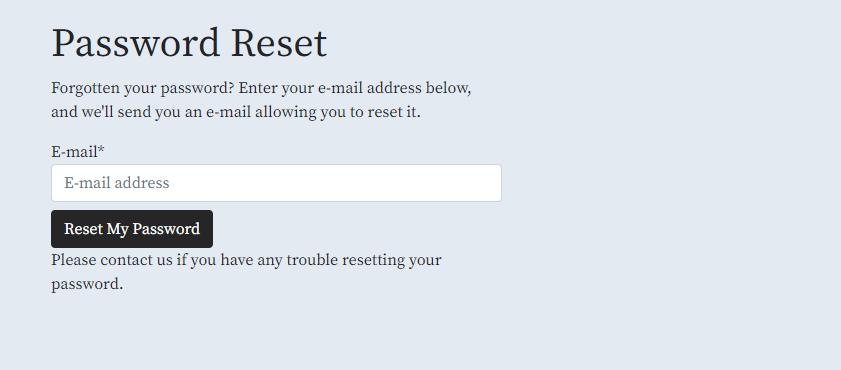 Password Reset
Forgotten your password? Enter your e-mail address below,
and we'll send you an e-mail allowing you to reset it.
E-mail*
E-mail address
Reset My Password
Please contact us if you have any trouble resetting your
password.